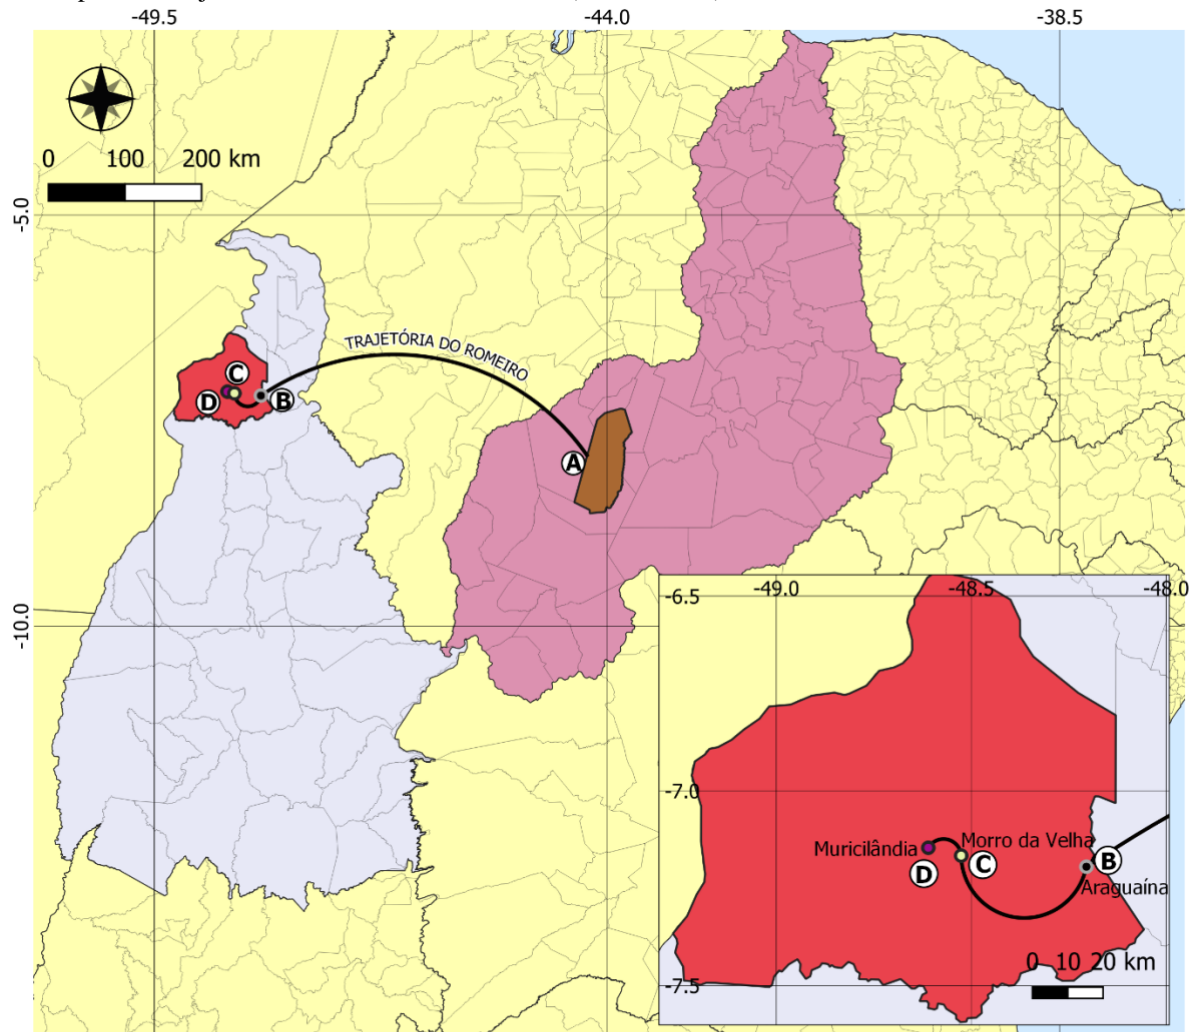 -49.5 -44.0 -38.5
0 100 200 km
-5.0
TRAJETÓRIA DO ROMEIRO
C
D
B
A
-10.0
-6.5 -49.0 -48.5 -48.0
-7.0
Muricilândia
Morro da Velha
D
C
B
Araguaína
0 10 20 km
-7.5